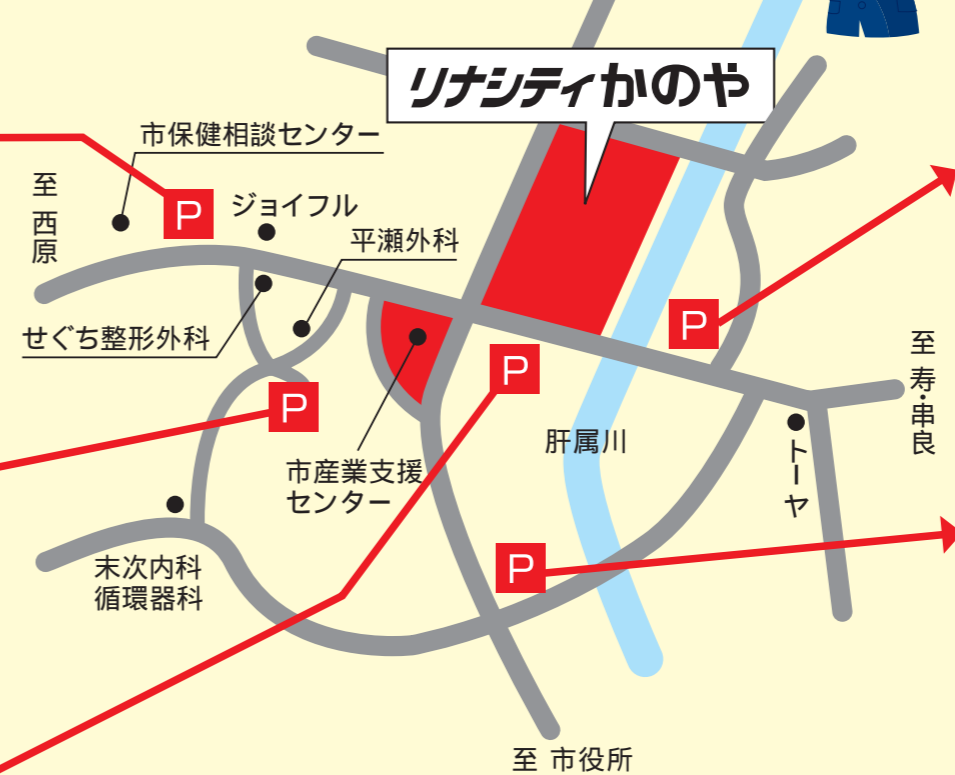 リナシティかのや
市保健相談センター
至 西原
P
ジョイフル
平瀬外科
せぐち整形外科
P
P
P
至 寿・串良
肝属川
トーヤ
市産業支援
センター
末次内科
循環器科
P
至 市役所